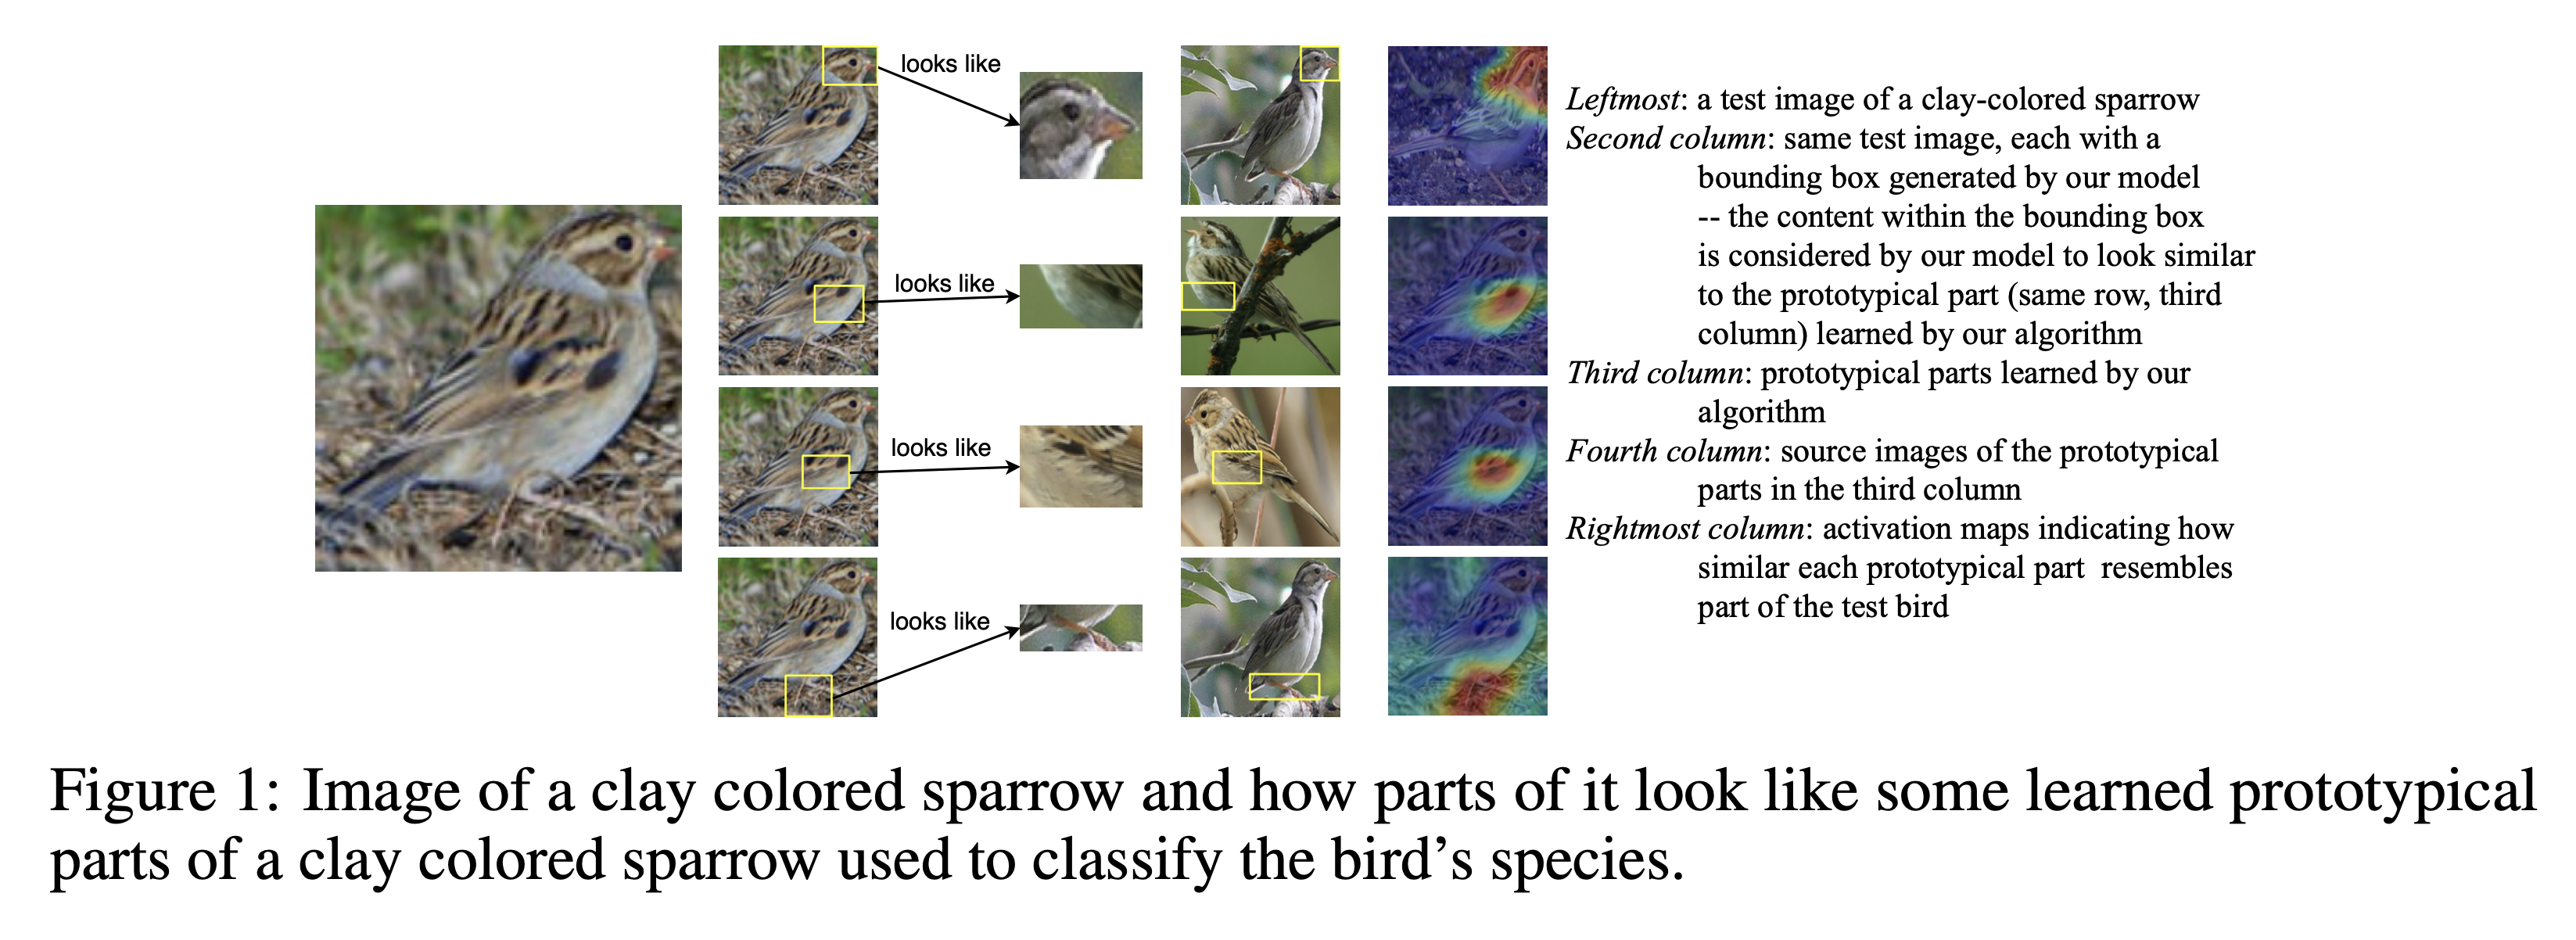 looks like
looks like
looks like
looks like
Leftmost: a test image of a clay-colored sparrow
Second column: same test image, each with a
bounding box generated by our model
-- the content within the bounding box
is considered by our model to look similar
to the prototypical part (same row, third
column) learned by our algorithm
Third column: prototypical parts learned by our
algorithm
Fourth column: source images of the prototypical
parts in the third column
Rightmost column: activation maps indicating how
similar each prototypical part resembles
part of the test bird
Figure 1: Image of a clay colored sparrow and how parts of it look like some learned prototypical
parts of a clay colored sparrow used to classify the bird’s species.